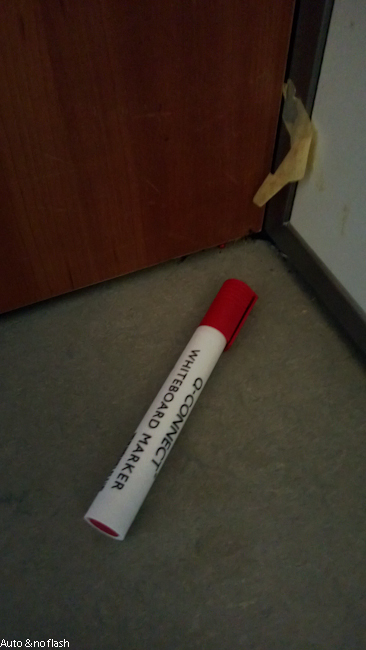 Q-CONNECT
WHITEBOARD MARKER
Auto & no flash